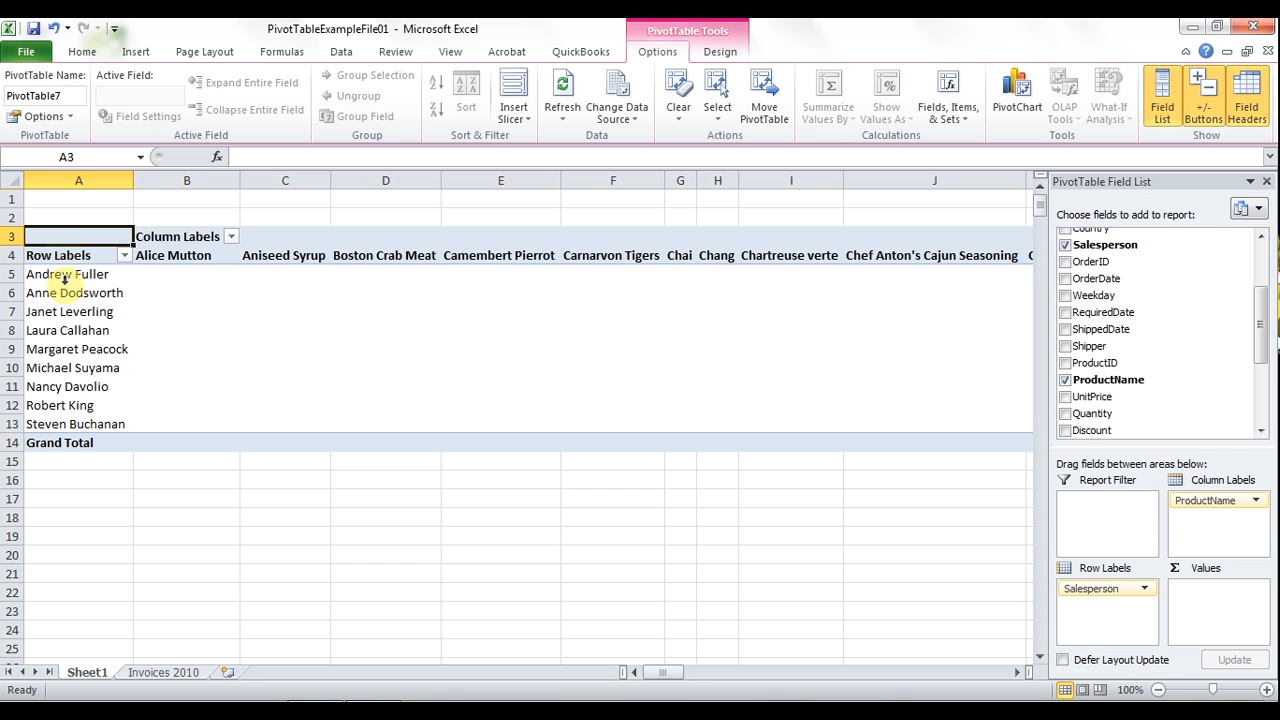 PivotTableExampleFile01 - Microsoft Excel
PivotTable Tools
File Home Insert Page Layout Formulas Data Review View Acrobat QuickBooks Options Design
PivotTable Name:
PivotTable7
Options
PivotTable
Active Field:
Field Settings
Expand Entire Field
Collapse Entire Field
Active Field
Group Selection
Ungroup
Group Field
Group
Sort
Insert Slicer
Sort & Filter
Refresh
Change Data Source
Data
Clear
Select
Move PivotTable
Actions
Summarize Values By
Show Values As
Fields, Items, & Sets
Calculations
PivotChart
OLAP Tools
What-If Analysis
Tools
Field List
+/- Buttons
Field Headers
Show
A3 fx
A B C D E F G H I J
1
2
3 Column Labels
4 Row Labels Alice Mutton Aniseed Syrup Boston Crab Meat Camembert Pierrot Carnarvon Tigers Chai Chang Chartreuse verte Chef Anton's Cajun Seasoning
5 Andrew Fuller
6 Anne Dodsworth
7 Janet Leverling
8 Laura Callahan
9 Margaret Peacock
10 Michael Suyama
11 Nancy Davolio
12 Robert King
13 Steven Buchanan
14 Grand Total
15
16
17
18
19
20
21
22
23
24
25
PivotTable Field List
Choose fields to add to report:
Country
Salesperson
OrderID
OrderDate
Weekday
RequiredDate
ShippedDate
Shipper
ProductID
ProductName
UnitPrice
Quantity
Discount
Drag fields between areas below:
Report Filter Column Labels
ProductName
Row Labels Σ Values
Salesperson
Defer Layout Update Update
Sheet1 Invoices 2010
Ready 100%